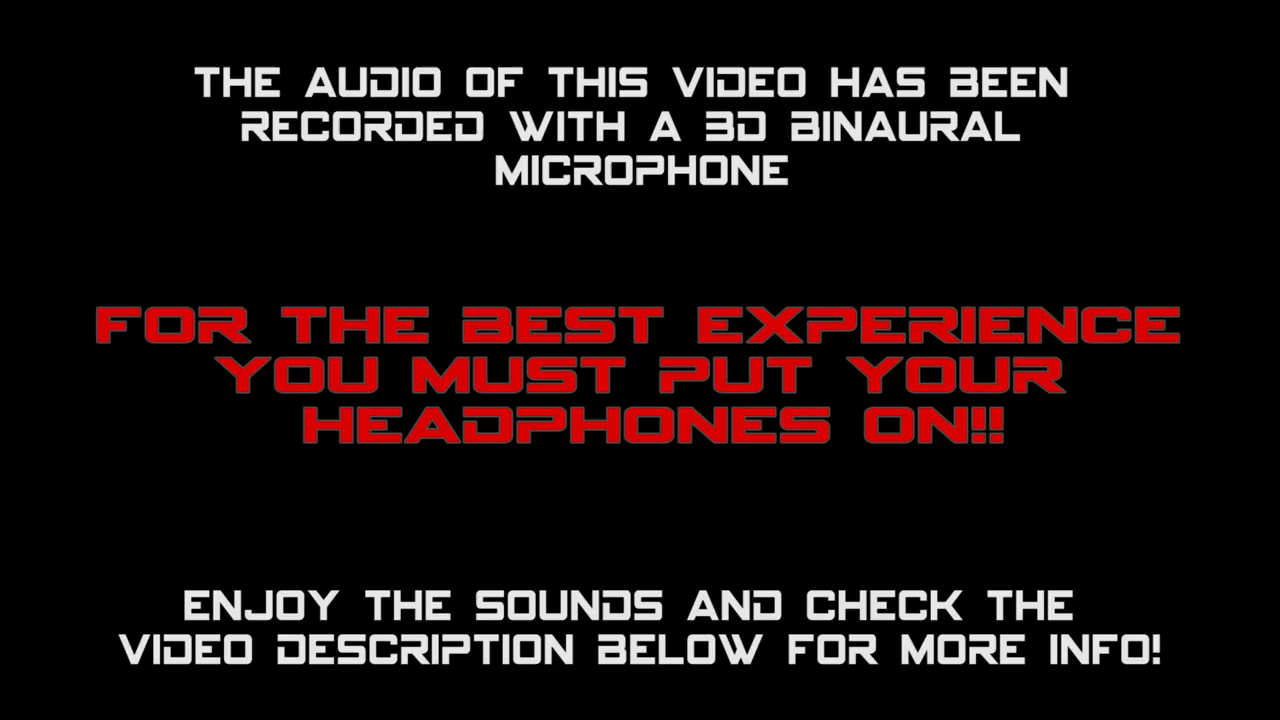 THE AUDIO OF THIS VIDEO HAS BEEN
RECORDED WITH A 3D BINAURAL
MICROPHONE
FOR THE BEST EXPERIENCE
YOU MUST PUT YOUR
HEADPHONES ON!!
ENJOY THE SOUNDS AND CHECK THE
VIDEO DESCRIPTION BELOW FOR MORE INFO!